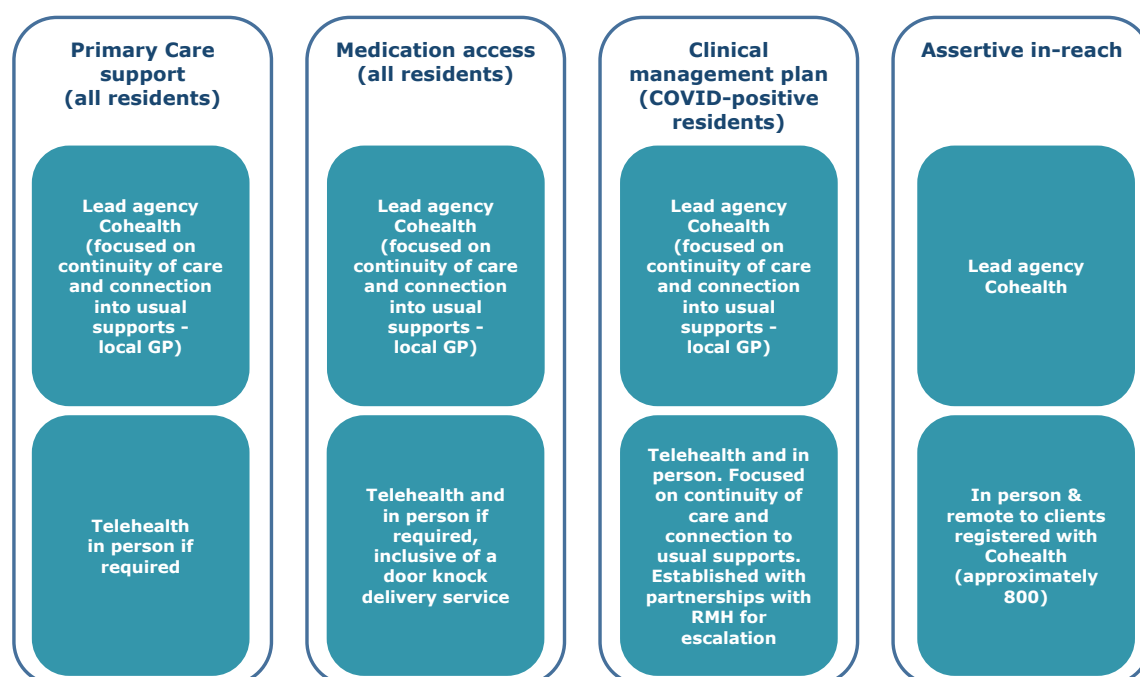 Primary Care
support
(all residents)
Lead agency
Cohealth
(focused on
continuity of care
and connection
into usual
supports -
local GP)
Telehealth
in person if
required
Medication access
(all residents)
Lead agency
Cohealth
(focused on
continuity of care
and connection
into usual
supports -
local GP)
Telehealth and
in person if
required,
inclusive of a
door knock
delivery service
Clinical
management plan
(COVID-positive
residents)
Lead agency
Cohealth
(focused on
continuity of care
and connection
into usual
supports -
local GP)
Telehealth and in
person. Focused
on continuity of
care and
connection to
usual supports.
Established with
partnerships with
RMH for
escalation
Assertive in-reach
Lead agency
Cohealth
In person &
remote to clients
registered with
Cohealth
(approximately
800)